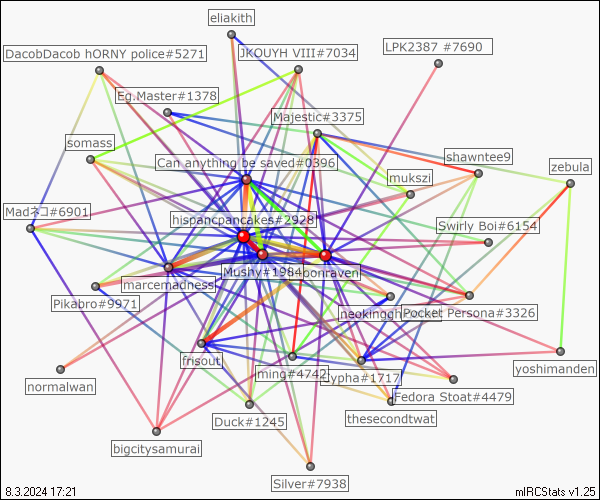 eliakith
DacobDacob hORNY police#5271
JKOUYH VIII#7034
LPK2387 #7690
Eg.Master#1378
Majestic#3375
somass
Can anything be saved#0396
shawntee9
zebula
mukszi
Madネコ#6901
hispancpancakes#2928
Swirly Boi#6154
Mushy#1984
bonraven
marcemadness
Pikabro#9971
Pocket Persona#3326
frisout
ming#4742
#1717
yoshimanden
normalwan
Fedora Stoat#4479
Duck#1245
thesecondtwat
bigcitysamurai
Silver#7938
8.3.2024 17:21
mIRCStats v1.25